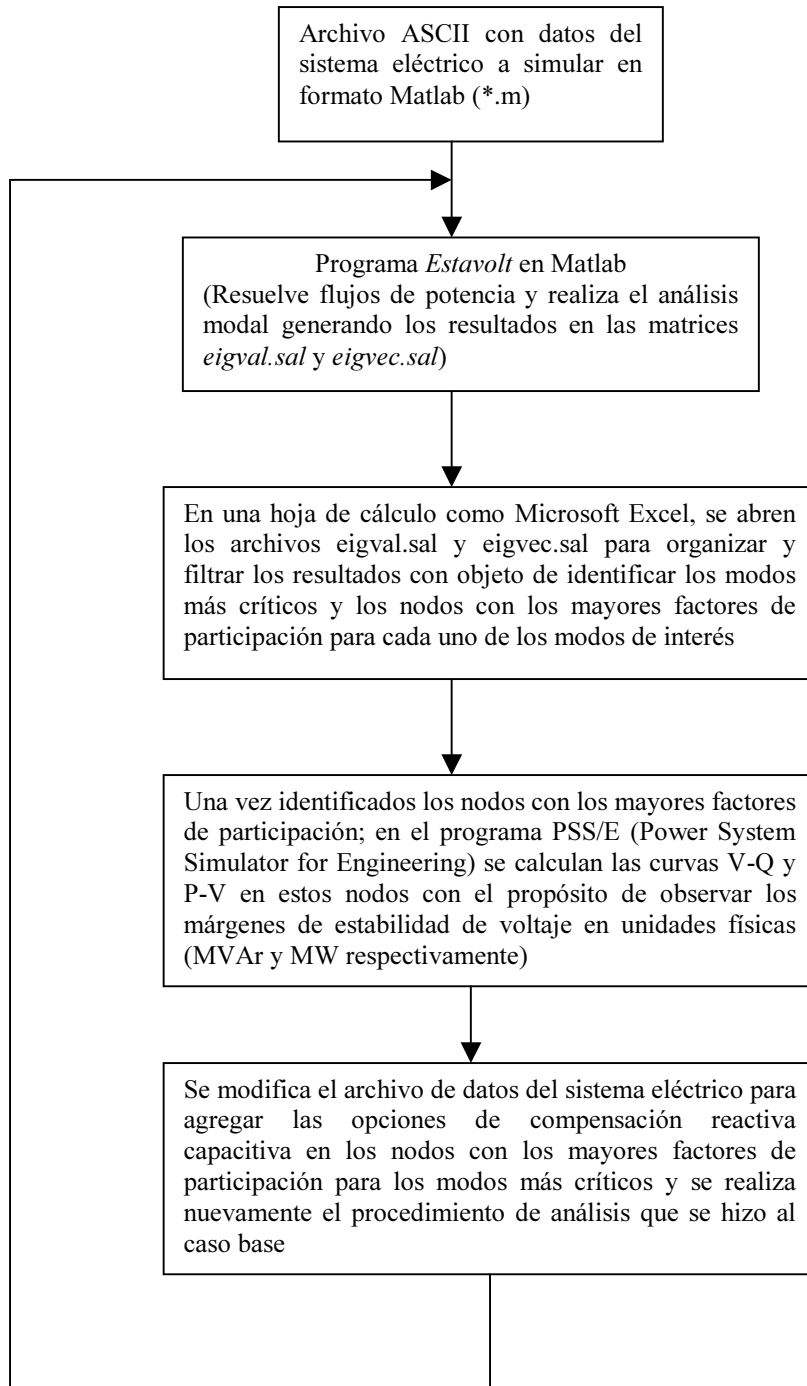 Archivo ASCII con datos del
sistema eléctrico a simular en
formato Matlab (*.m)
Programa Estavolt en Matlab
(Resuelve flujos de potencia y realiza el análisis
modal generando los resultados en las matrices
eigval.sal y eigvec.sal)
En una hoja de cálculo como Microsoft Excel, se abren
los archivos eigval.sal y eigvec.sal para organizar y
filtrar los resultados con objeto de identificar los modos
más críticos y los nodos con los mayores factores de
participación para cada uno de los modos de interés
Una vez identificados los nodos con los mayores factores
de participación; en el programa PSS/E (Power System
Simulator for Engineering) se calculan las curvas V-Q y
P-V en estos nodos con el propósito de observar los
márgenes de estabilidad de voltaje en unidades físicas
(MVAr y MW respectivamente)
Se modifica el archivo de datos del sistema eléctrico para
agregar las opciones de compensación reactiva
capacitiva en los nodos con los mayores factores de
participación para los modos más críticos y se realiza
nuevamente el procedimiento de análisis que se hizo al
caso base